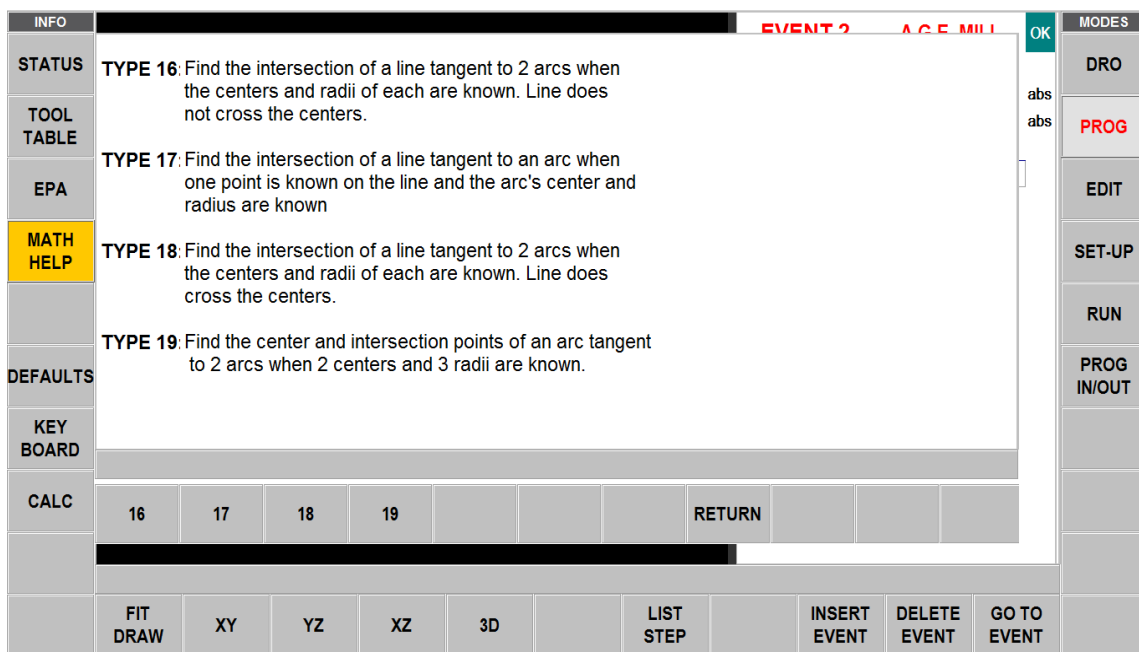 INFO
MODES
EVENT 2 A.G.E. MILL
OK
STATUS
TOOL
TABLE
EPA
MATH
HELP
DEFAULTS
KEY
BOARD
CALC
TYPE 16: Find the intersection of a line tangent to 2 arcs when
the centers and radii of each are known. Line does
not cross the centers.
TYPE 17: Find the intersection of a line tangent to an arc when
one point is known on the line and the arc's center and
radius are known
TYPE 18: Find the intersection of a line tangent to 2 arcs when
the centers and radii of each are known. Line does
cross the centers.
TYPE 19: Find the center and intersection points of an arc tangent
to 2 arcs when 2 centers and 3 radii are known.
abs
abs
DRO
PROG
EDIT
SET-UP
RUN
PROG
IN/OUT
16 17 18 19 RETURN
FIT
DRAW
XY
YZ
XZ
3D
LIST
STEP
INSERT
EVENT
DELETE
EVENT
GO TO
EVENT